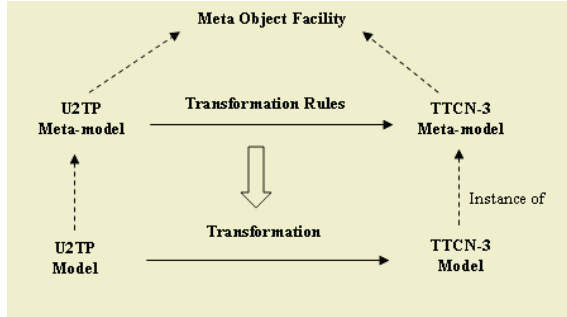 Meta Object Facility
U2TP
Meta-model
Transformation Rules
TTCN-3
Meta-model
Instance of
U2TP
Model
Transformation
TTCN-3
Model